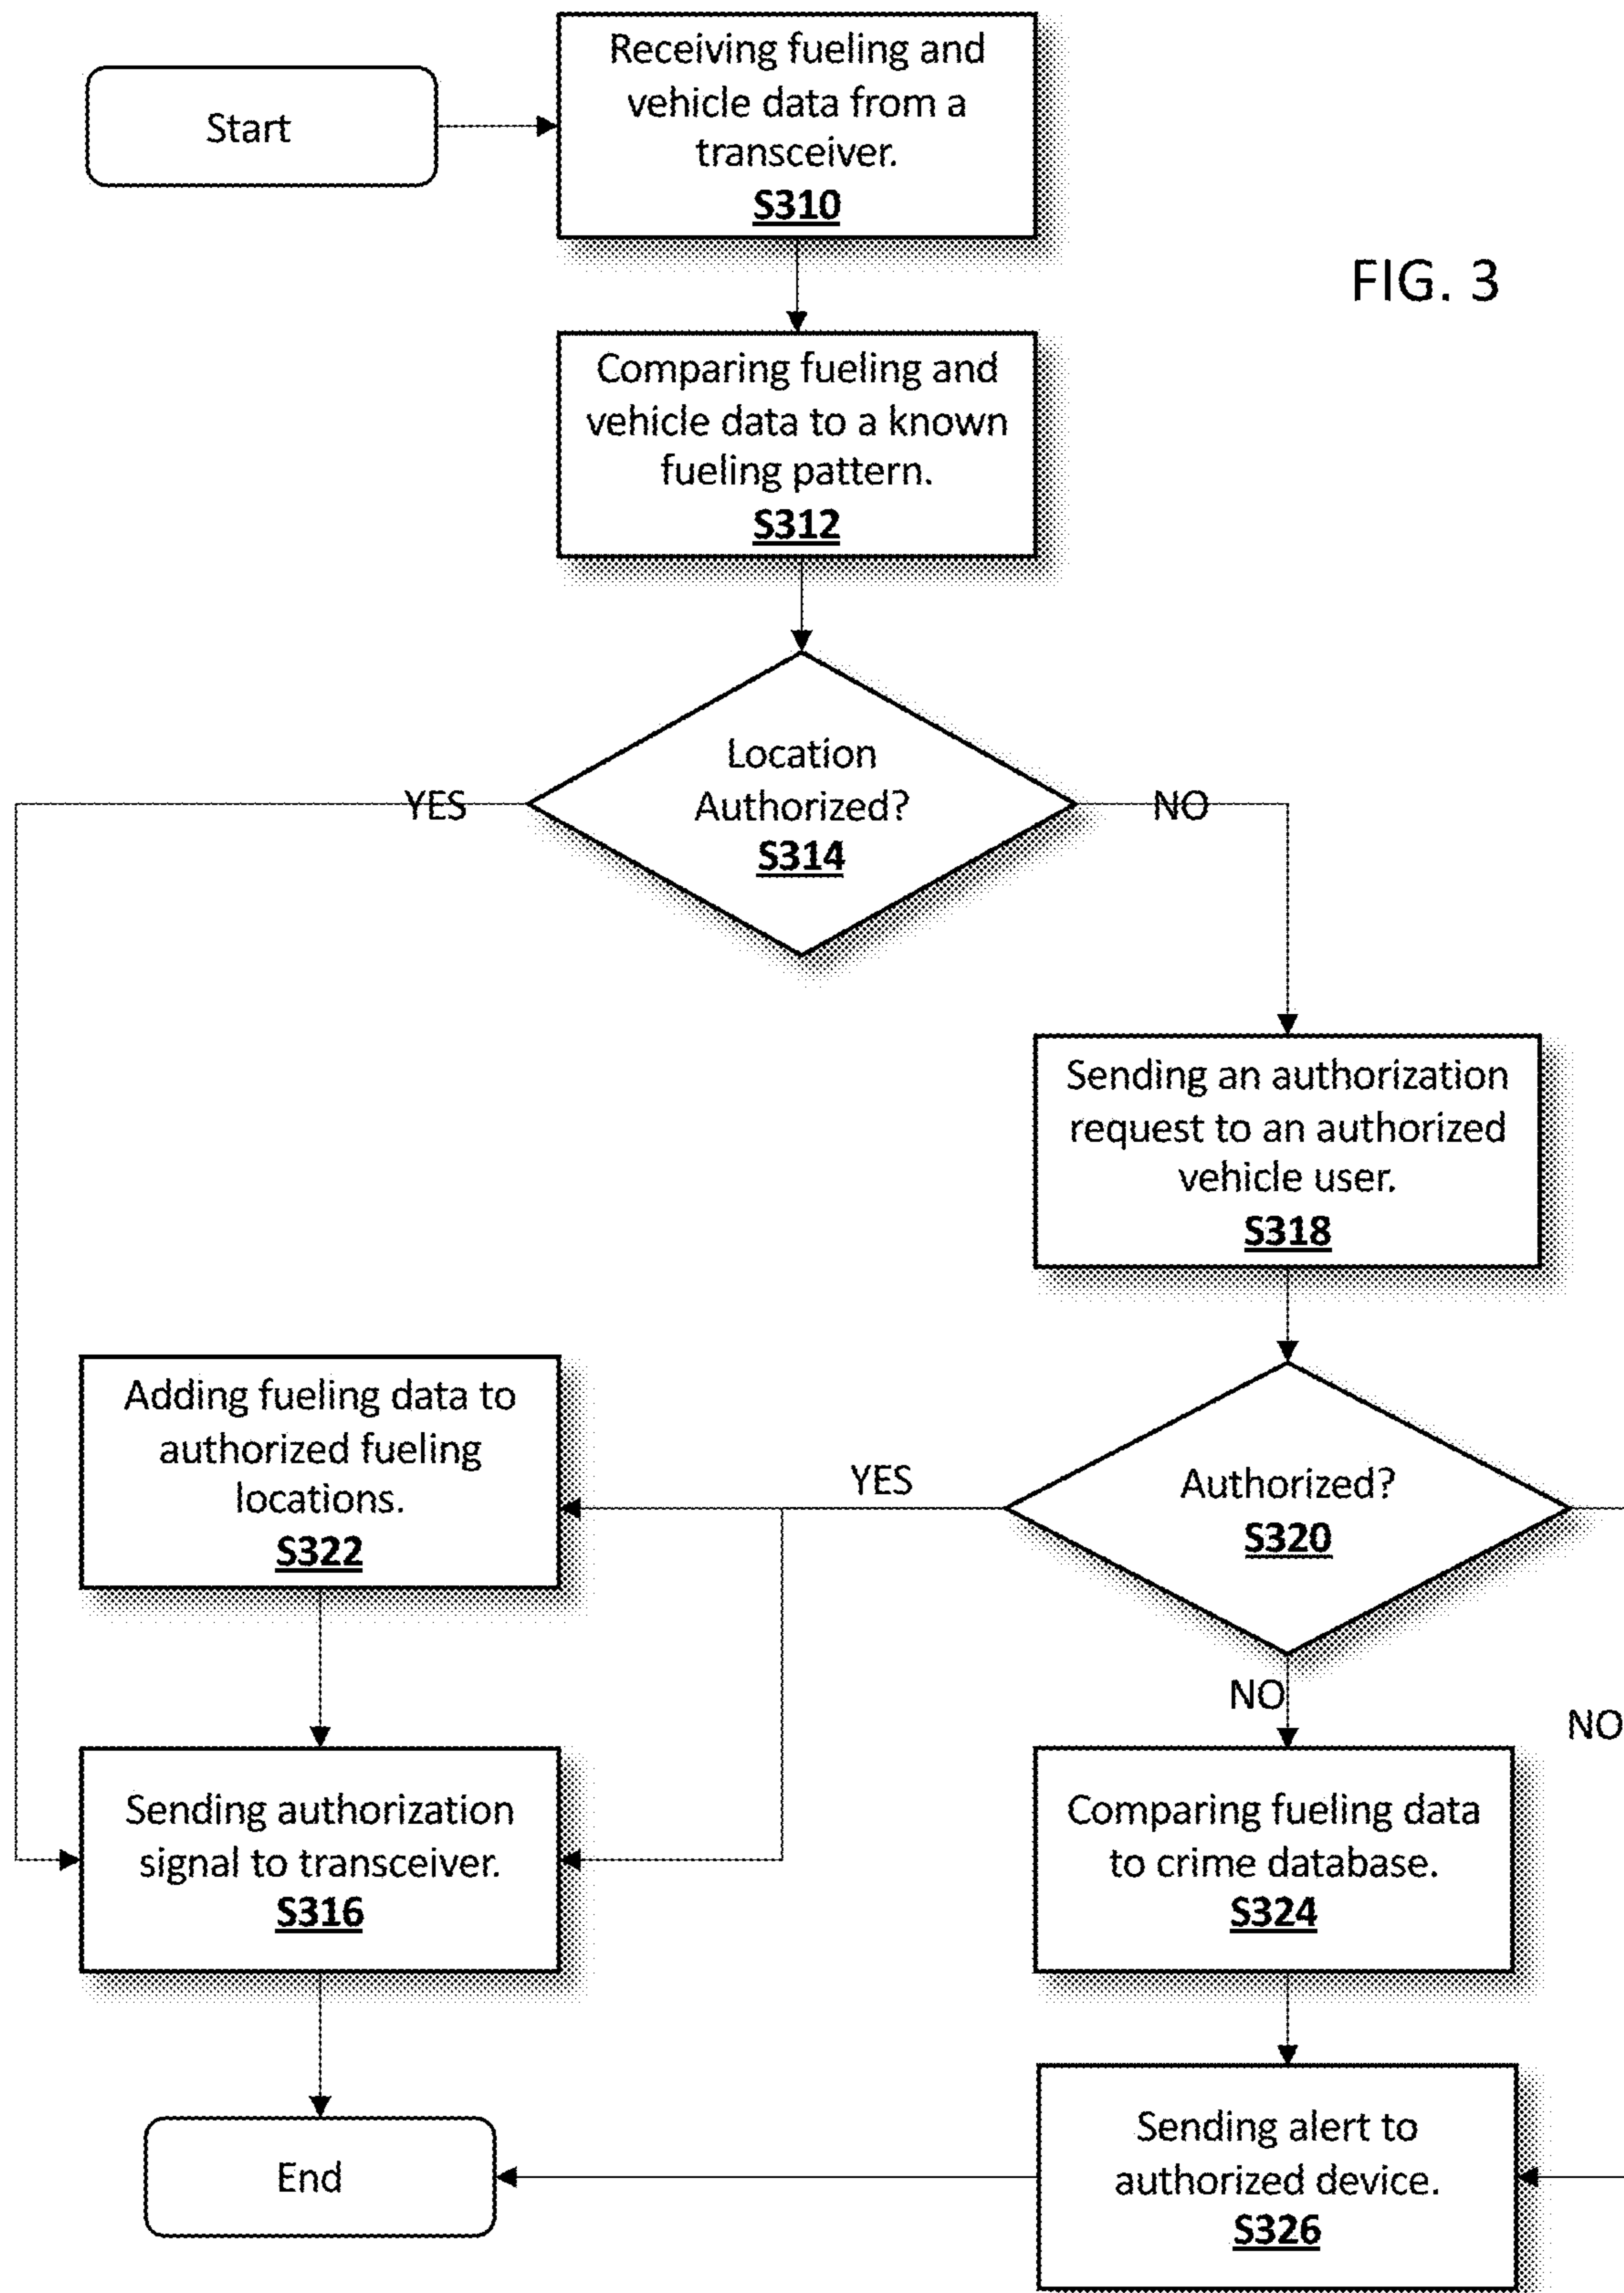 Start
Receiving fueling and
vehicle data from a
transceiver.
S310
FIG. 3
Comparing fueling and
vehicle data to a known
fueling pattern.
S312
Location
Authorized?
S314
YES
NO
Sending an authorization
request to an authorized
vehicle user.
S318
Adding fueling data to
authorized fueling
locations.
S322
YES
Authorized?
S320
NO
NO
Sending authorization
signal to transceiver.
S316
Comparing fueling data
to crime database.
S324
End
Sending alert to
authorized device.
S326